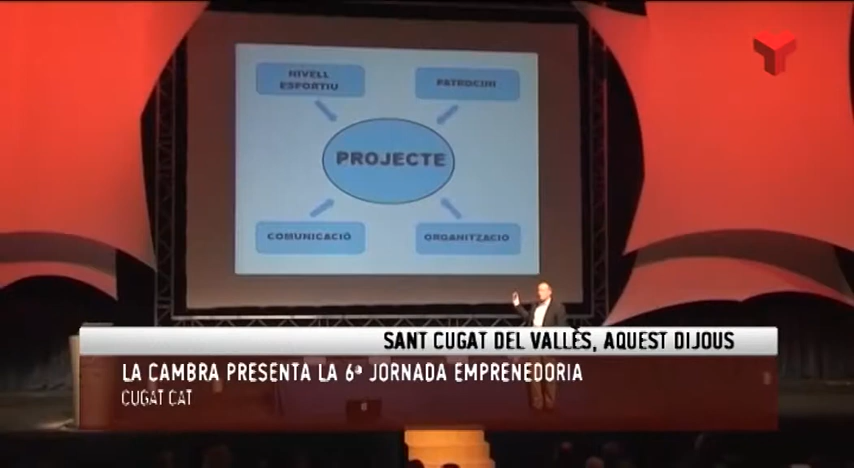 NIVELL
ESPORTIU
PATROCINI
PROJECTE
COMUNICACIÓ
ORGANITZACIÓ
SANT CUGAT DEL VALLÈS, AQUEST DIJOUS
LA CAMBRA PRESENTA LA 6ª JORNADA EMPRENEDORIA
CUGAT CAT